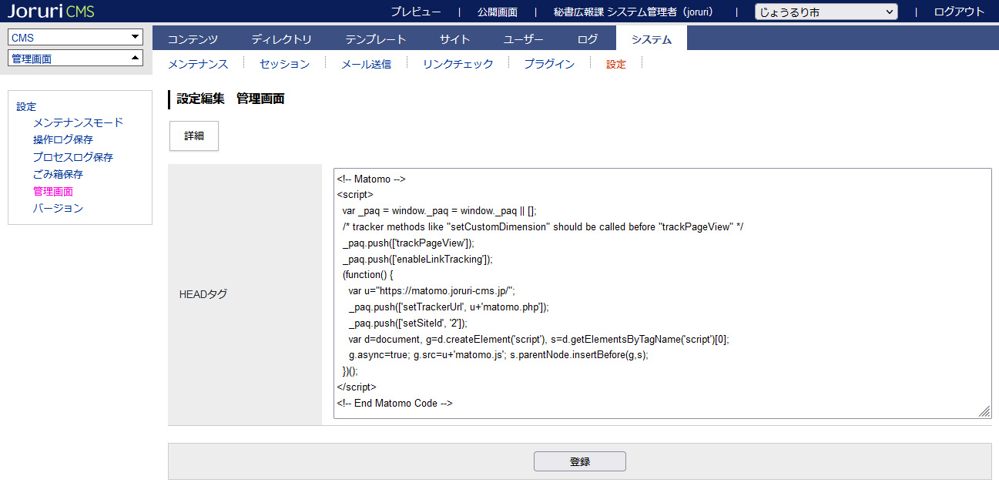 Joruri CMS
プレビュー | 公開画面 | 秘書広報課 システム管理者（joruri） | じょうるり市 | ログアウト
CMS
管理画面
コンテンツ ディレクトリ テンプレート サイト ユーザー ログ システム
メンテナンス セッション メール送信 リンクチェック プラグイン 設定
設定
メンテナンスモード
操作ログ保存
プロセスログ保存
ごみ箱保存
管理画面
バージョン
設定編集 管理画面
詳細
HEADタグ
<!-- Matomo -->
<script>
  var _paq = window._paq = window._paq || [];
  /* tracker methods like "setCustomDimension" should be called before "trackPageView" */
  _paq.push(['trackPageView']);
  _paq.push(['enableLinkTracking']);
  (function() {
    var u="https://matomo.joruri-cms.jp/";
    _paq.push(['setTrackerUrl', u+'matomo.php']);
    _paq.push(['setSiteId', '2']);
    var d=document, g=d.createElement('script'), s=d.getElementsByTagName('script')[0];
    g.async=true; g.src=u+'matomo.js'; s.parentNode.insertBefore(g,s);
  })();
</script>
<!-- End Matomo Code -->
登録